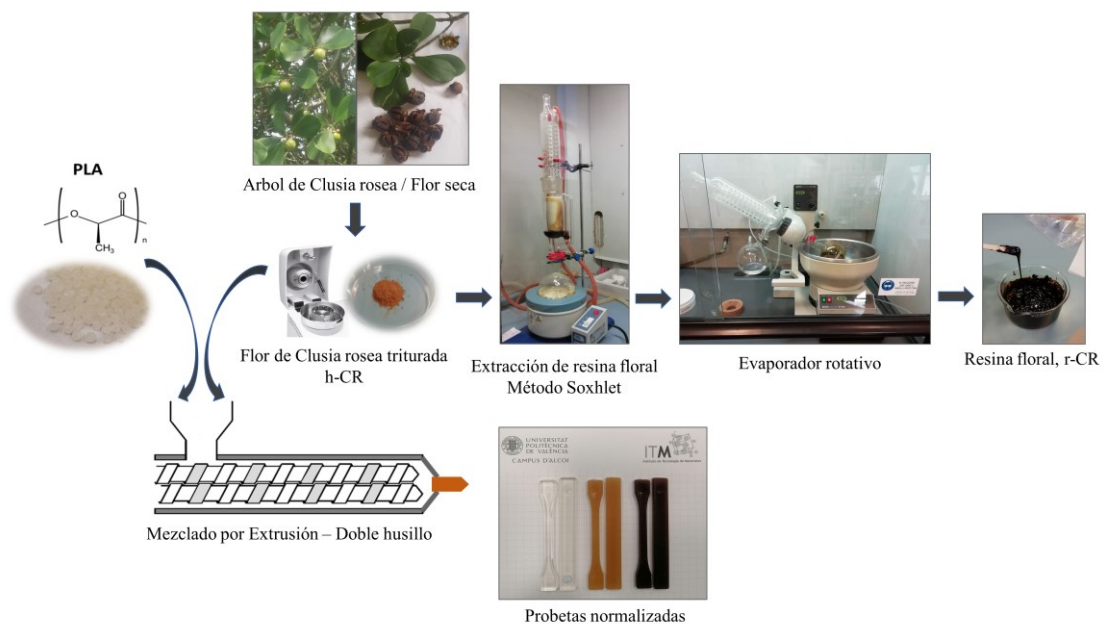 Arbol de Clusia rosea / Flor seca
PLA
O
O
CH₃
n
Flor de Clusia rosea triturada
h-CR
Extracción de resina floral
Método Soxhlet
Evaporador rotativo
Resina floral, r-CR
Mezclado por Extrusión – Doble husillo
UNIVERSITAT
POLITÈCNICA
DE VALÈNCIA
CAMPUS D'ALCOI
ITM
Probetas normalizadas